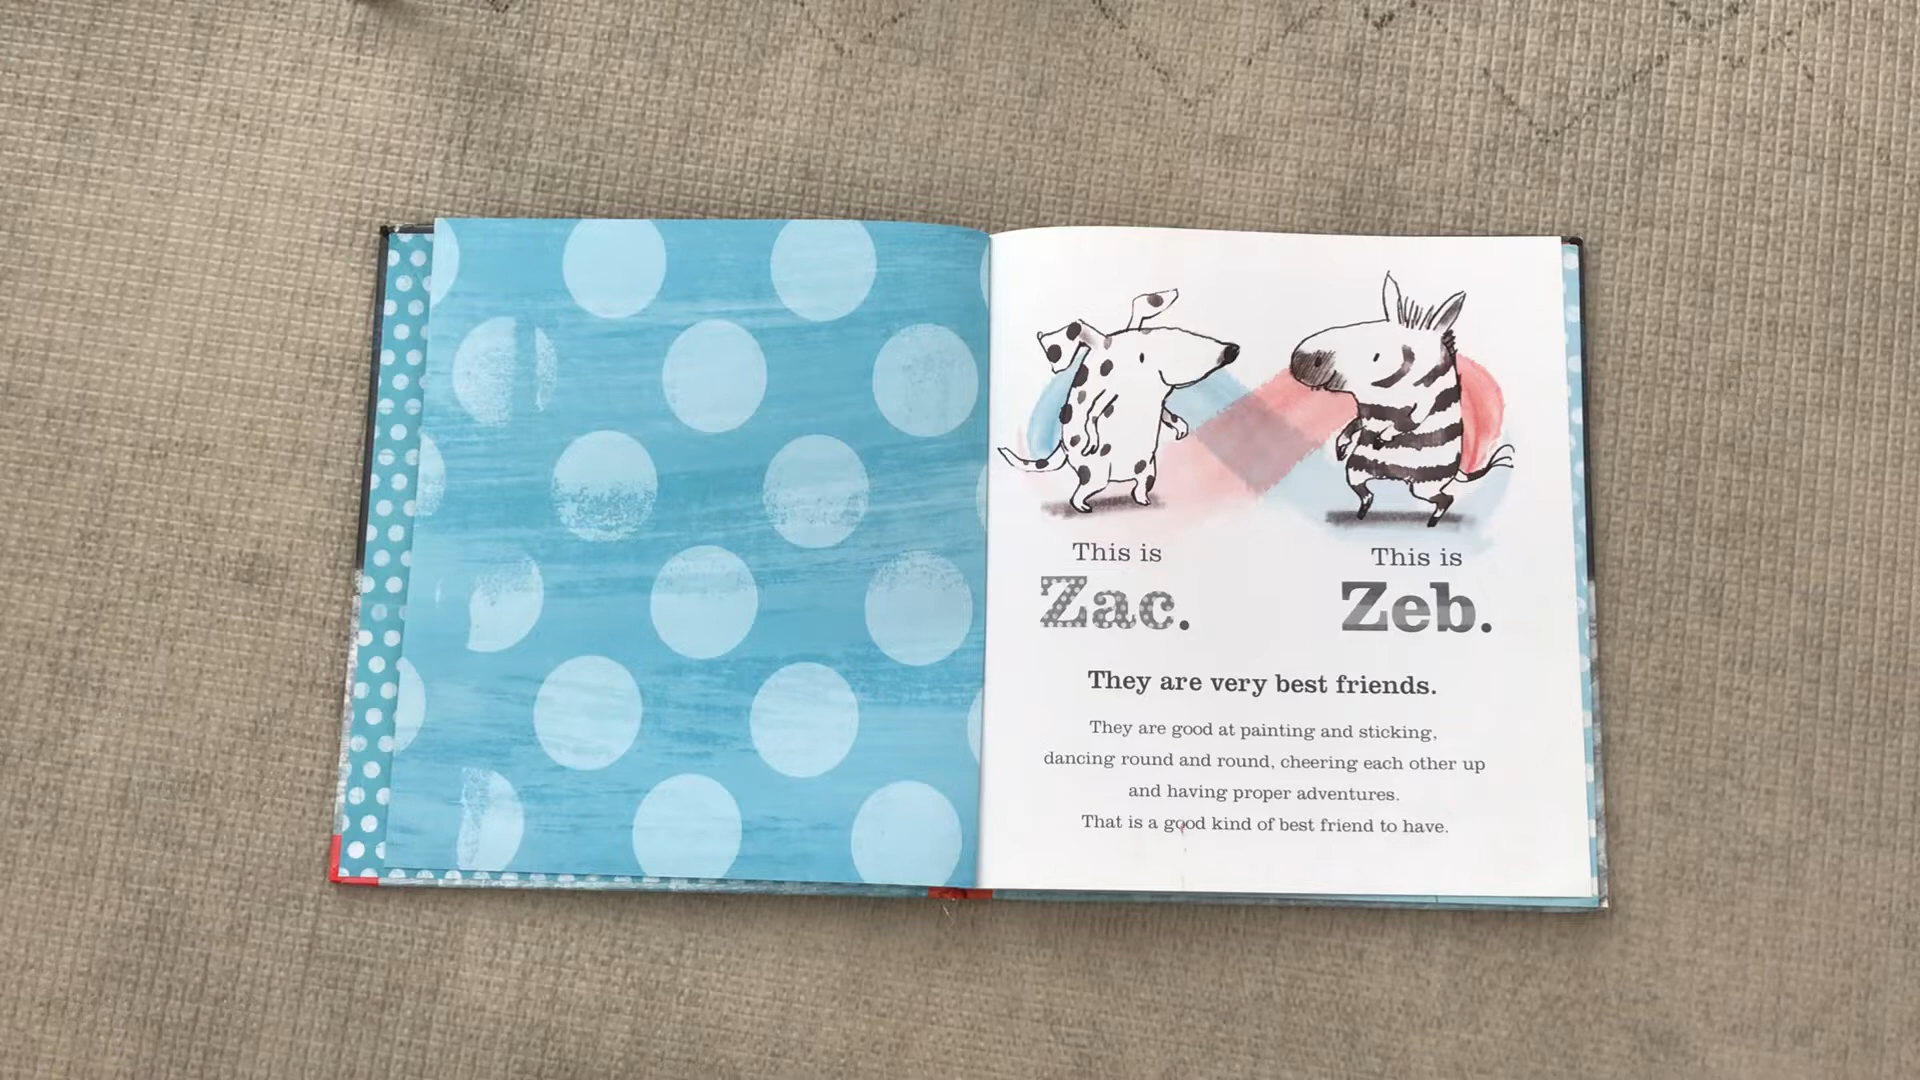 This is
Zac.
This is
Zeb.
They are very best friends.
They are good at painting and sticking,
dancing round and round, cheering each other up
and having proper adventures.
That is a good kind of best friend to have.